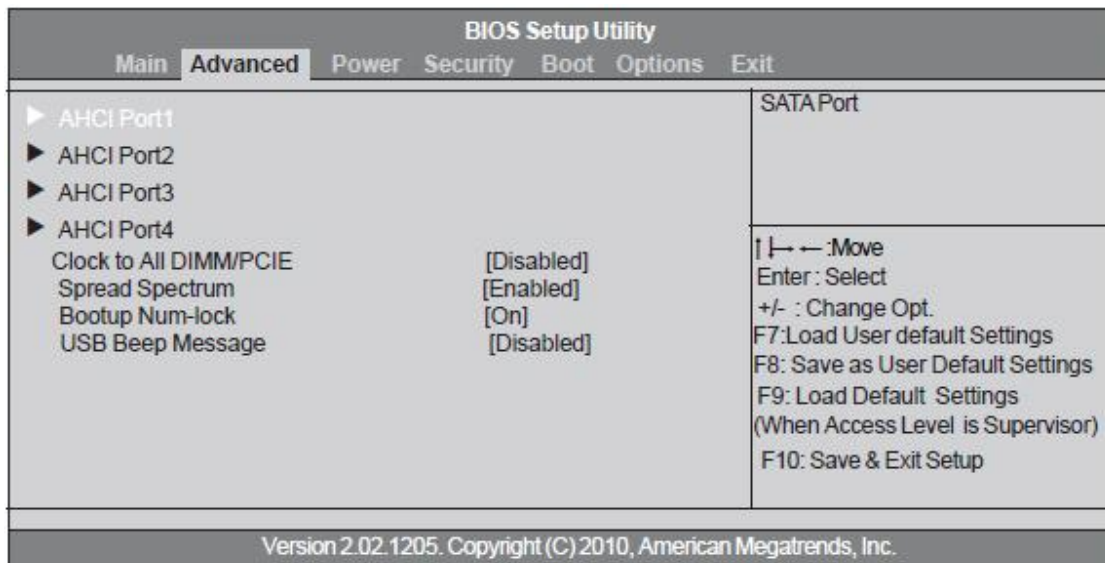 BIOS Setup Utility
Main Advanced Power Security Boot Options Exit
▶ AHCI Port1
▶ AHCI Port2
▶ AHCI Port3
▶ AHCI Port4
Clock to All DIMM/PCIE [Disabled]
Spread Spectrum [Enabled]
Bootup Num-lock [On]
USB Beep Message [Disabled]
SATA Port
:Move
Enter : Select
+/- : Change Opt.
F7:Load User default Settings
F8: Save as User Default Settings
F9: Load Default Settings
(When Access Level is Supervisor)
F10: Save & Exit Setup
Version 2.02.1205. Copyright (C) 2010, American Megatrends, Inc.